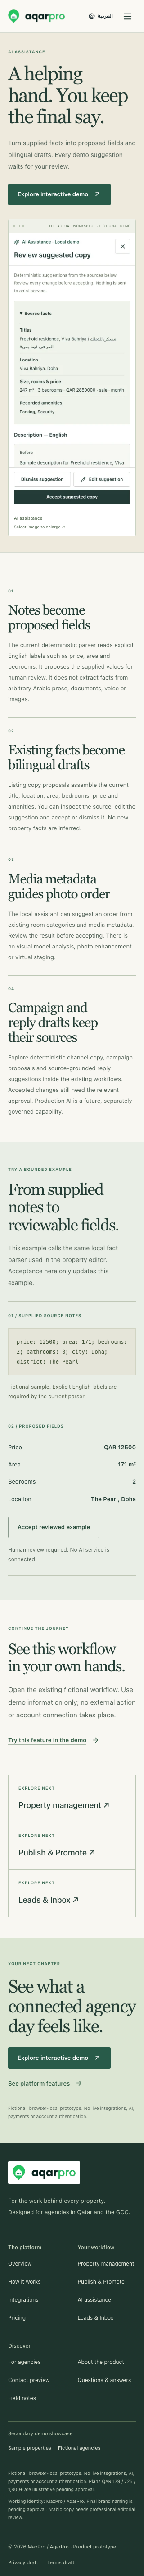 aqarpro
العربية
AI ASSISTANCE
A helping
hand. You keep
the final say.
Turn supplied facts into proposed fields and
bilingual drafts. Every demo suggestion
waits for your review.
Explore interactive demo
THE ACTUAL WORKSPACE · FICTIONAL DEMO
AI Assistance · Local demo
Review suggested copy
Deterministic suggestions from the sources below.
Review every change before accepting. Nothing is sent
to an AI service.
Source facts
Titles
Freehold residence, Viva Bahriya /
Location
Viva Bahriya, Doha
Size, rooms & price
247 m² · 3 bedrooms · QAR 2850000 · sale · month
Recorded amenities
Parking, Security
Description — English
Before
Sample description for Freehold residence, Viva
Dismiss suggestion
Edit suggestion
Accept suggested copy
AI assistance
Select image to enlarge
01
Notes become
proposed fields
The current deterministic parser reads explicit
English labels such as price, area and
bedrooms. It proposes the supplied values for
human review. It does not extract facts from
arbitrary Arabic prose, documents, voice or
images.
02
Existing facts become
bilingual drafts
Listing copy proposals assemble the current
title, location, area, bedrooms, price and
amenities. You can inspect the source, edit the
suggestion and accept or dismiss it. No new
property facts are inferred.
03
Media metadata
guides photo order
The local assistant can suggest an order from
existing room categories and media metadata.
Review the result before accepting. There is
no visual model analysis, photo enhancement
or virtual staging.
04
Campaign and
reply drafts keep
their sources
Explore deterministic channel copy, campaign
proposals and source-grounded reply
suggestions inside the existing workflows.
Accepted changes still need the relevant
approval. Production AI is a future, separately
governed capability.
TRY A BOUNDED EXAMPLE
From supplied
notes to
reviewable fields.
This example calls the same local fact
parser used in the property editor.
Acceptance here only updates this
example.
01 / SUPPLIED SOURCE NOTES
price: 12500; area: 171; bedrooms:
2; bathrooms: 3; city: Doha;
district: The Pearl
Fictional sample. Explicit English labels are
required by the current parser.
02 / PROPOSED FIELDS
Price QAR 12500
Area 171 m²
Bedrooms 2
Location The Pearl, Doha
Accept reviewed example
Human review required. No AI service is
connected.
CONTINUE THE JOURNEY
See this workflow
in your own hands.
Open the existing fictional workflow. Use
demo information only; no external action
or account connection takes place.
Try this feature in the demo →
EXPLORE NEXT
Property management ↗
EXPLORE NEXT
Publish & Promote ↗
EXPLORE NEXT
Leads & Inbox ↗
YOUR NEXT CHAPTER
See what a
connected agency
day feels like.
Explore interactive demo ↗
See platform features →
Fictional, browser-local prototype. No live integrations, AI,
payments or account authentication.
aqarpro
For the work behind every property.
Designed for agencies in Qatar and the GCC.
The platform
Your workflow
Overview
Property management
How it works
Publish & Promote
Integrations
AI assistance
Pricing
Leads & Inbox
Discover
For agencies
About the product
Contact preview
Questions & answers
Field notes
Secondary demo showcase
Sample properties Fictional agencies
Fictional, browser-local prototype. No live integrations, AI,
payments or account authentication. Plans QAR 179 / 725 /
1,800+ are illustrative pending approval.
Working identity: MaxPro / AqarPro. Final brand naming is
pending approval. Arabic copy needs professional editorial
review.
© 2026 MaxPro / AqarPro · Product prototype
Privacy draft Terms draft